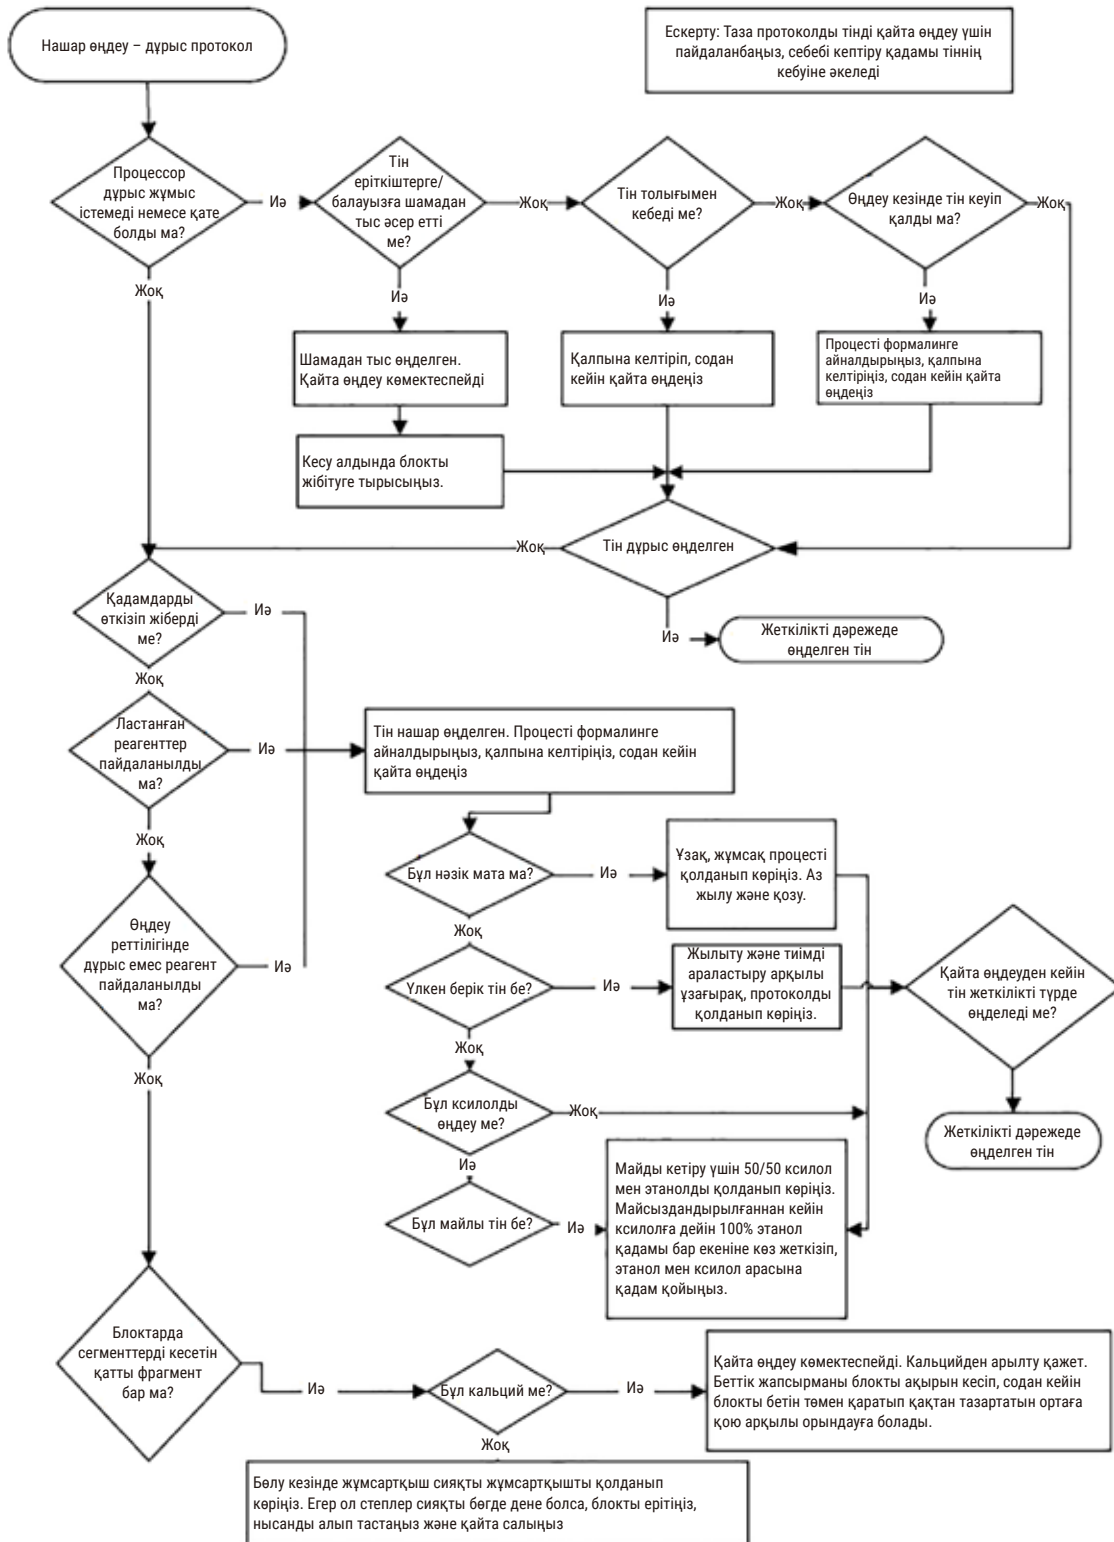 Нашар өңдеу – дұрыс протокол
Ескерту: Таза протоколды тінді қайта өңдеу үшін
пайдаланбаңыз, себебі кептіру қадамы тіннің
кебуіне әкеледі
Процессор
дұрыс жұмыс
істемеді немесе қате
болды ма?
Иә
Тін
еріткіштерге/
балауызға шамадан
тыс әсер етті
ме?
Жоқ
Тін толығымен
кебеді ме?
Жоқ
Өңдеу кезінде тін кеуіп
қалды ма?
Жоқ
Жоқ
Иә
Иә
Иә
Шамадан тыс өңделген.
Қайта өңдеу көмектеспейді
Қалпына келтіріп, содан
кейін қайта өңдеңіз
Процесті формалинге
айналдырыңыз, қалпына
келтіріңіз, содан кейін қайта
өңдеңіз
Кесу алдында блокты
жібітуге тырысыңыз.
Тін дұрыс өңделген
Жоқ
Иә
Жеткілікті дәрежеде
өңделген тін
Қадамдарды
өткізіп жіберді
ме?
Иә
Жоқ
Ластанған
реагенттер
пайдаланылды
ма?
Иә
Тін нашар өңделген. Процесті формалинге
айналдырыңыз, қалпына келтіріңіз, содан кейін
қайта өңдеңіз
Жоқ
Өңдеу
реттілігінде
дұрыс емес реагент
пайдаланылды
ма?
Иә
Жоқ
Бұл нәзік мата ма?
Иә
Ұзақ, жұмсақ процесті
қолданып көріңіз. Аз
жылу және қозу.
Жоқ
Үлкен берік тін бе?
Иә
Жылыту және тиімді
араластыру арқылы
ұзағырақ, протоколды
қолданып көріңіз.
Қайта өңдеуден кейін
тін жеткілікті түрде
өңделеді ме?
Жоқ
Бұл ксилолды
өңдеу ме?
Жоқ
Жеткілікті дәрежеде
өңделген тін
Иә
Бұл майлы тін бе?
Иә
Майды кетіру үшін 50/50 ксилол
мен этанолды қолданып көріңіз.
Майсыздандырылғаннан кейін
ксилолға дейін 100% этанол
қадамы бар екеніне көз жеткізіп,
этанол мен ксилол арасына
қадам қойыңыз.
Блоктарда
сегменттерді кесетін
қатты фрагмент
бар ма?
Иә
Бұл кальций ме?
Иә
Қайта өңдеу көмектеспейді. Кальцийден арылту қажет.
Беттік жапсырманы блокты ақырын кесіп, содан кейін
блокты бетін төмен қаратып қақтан тазартатын ортаға
қою арқылы орындауға болады.
Жоқ
Бөлу кезінде жұмсартқыш сияқты жұмсартқышты қолданып
көріңіз. Егер ол степлер сияқты бөгде дене болса, блокты ерітіңіз,
нысанды алып тастаңыз және қайта салыңыз